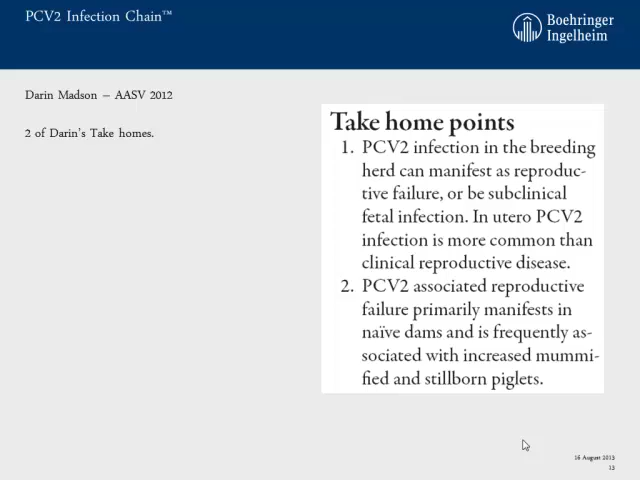 PCV2 Infection Chain™
Boehringer
Ingelheim
Darin Madson – AASV 2012
2 of Darin's Take homes.
Take home points
1. PCV2 infection in the breeding
herd can manifest as reproduc-
tive failure, or be subclinical
fetal infection. In utero PCV2
infection is more common than
clinical reproductive disease.
2. PCV2 associated reproductive
failure primarily manifests in
naïve dams and is frequently as-
sociated with increased mummi-
fied and stillborn piglets.
16 August 2013
13